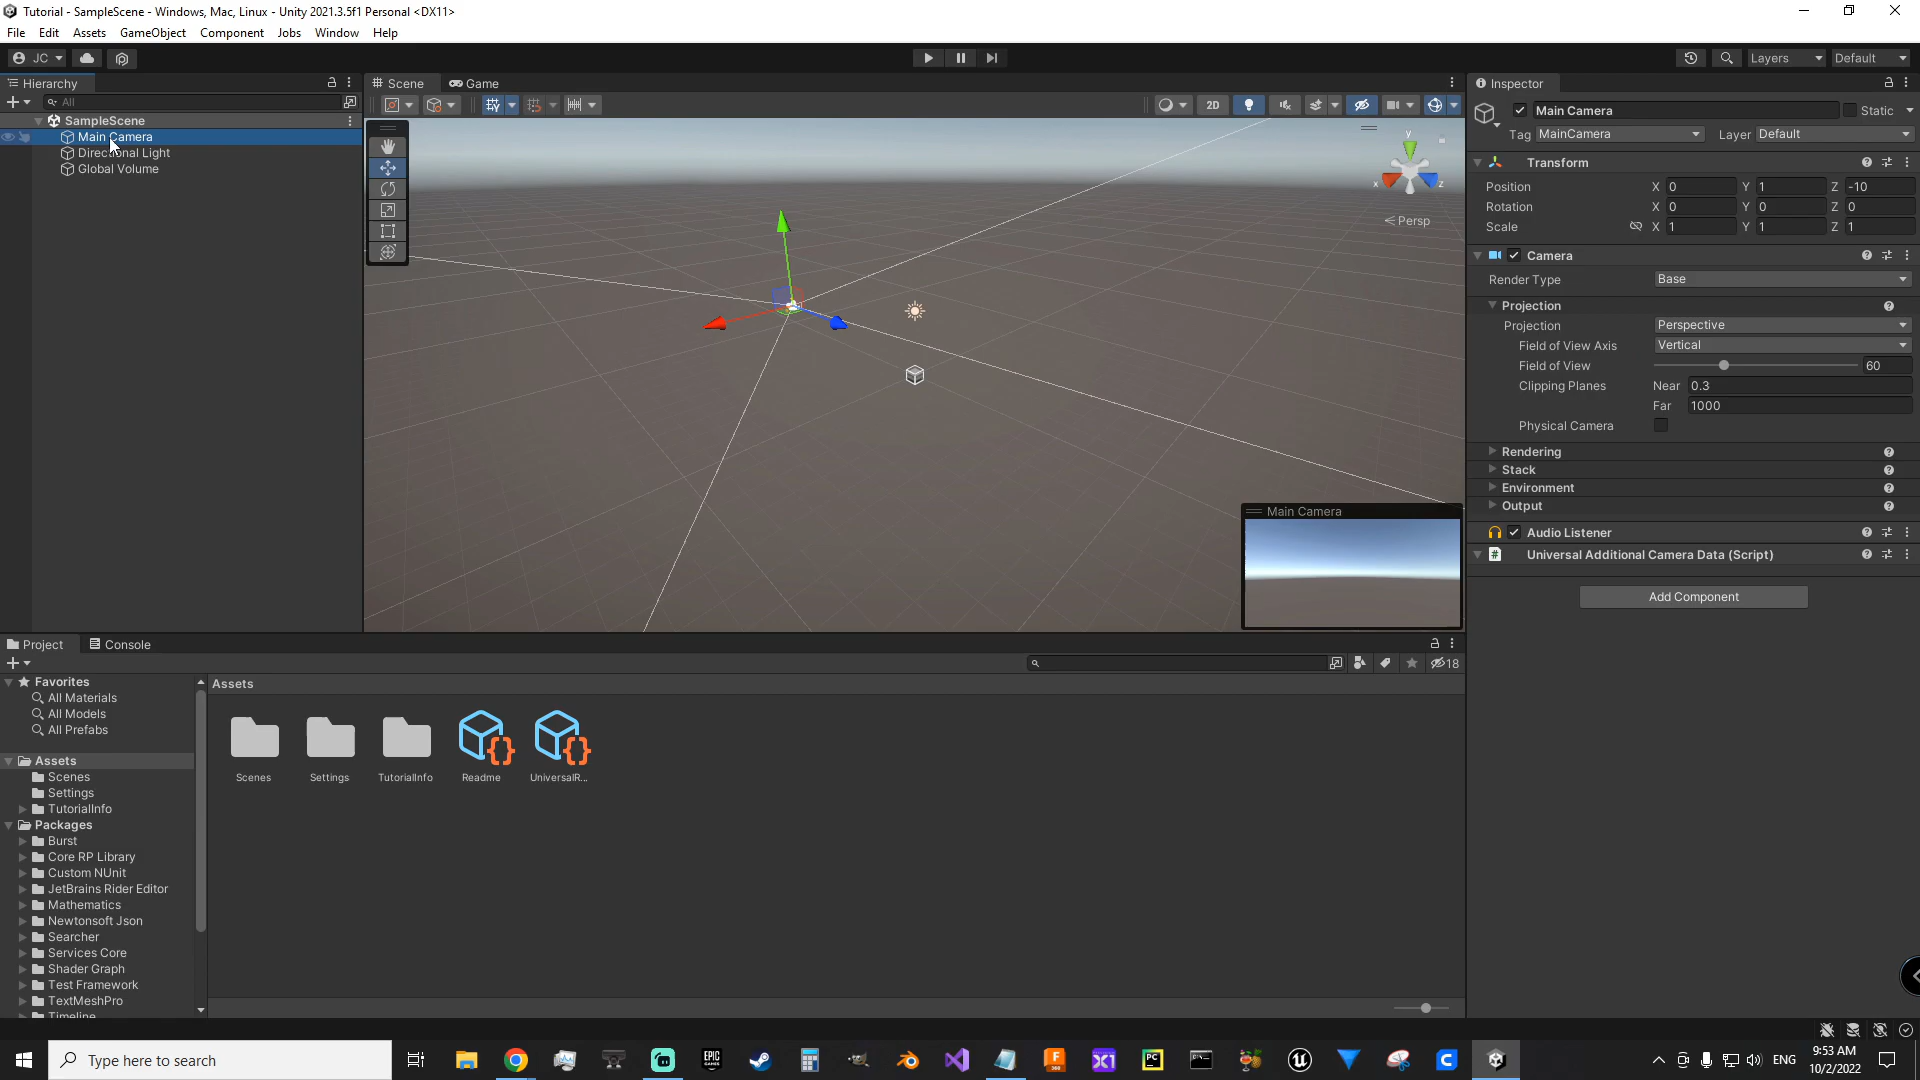 Tutorial - SampleScene - Windows, Mac, Linux - Unity 2021.3.5f1 Personal <DX11>
File Edit Assets GameObject Component Jobs Window Help
JC Layers Default
Hierarchy
All
SampleScene
Main Camera
Directional Light
Global Volume
Scene Game
2D
y
x z
Persp
Main Camera
Inspector
Main Camera Static
Tag MainCamera Layer Default
Transform
Position X 0 Y 1 Z -10
Rotation X 0 Y 0 Z 0
Scale X 1 Y 1 Z 1
Camera
Render Type Base
Projection
Projection Perspective
Field of View Axis Vertical
Field of View 60
Clipping Planes Near 0.3
Far 1000
Physical Camera
Rendering
Stack
Environment
Output
Audio Listener
# Universal Additional Camera Data (Script)
Add Component
Project Console
18
Favorites
All Materials
All Models
All Prefabs
Assets
Scenes
Settings
TutorialInfo
Packages
Burst
Core RP Library
Custom NUnit
JetBrains Rider Editor
Mathematics
Newtonsoft Json
Searcher
Services Core
Shader Graph
Test Framework
TextMeshPro
Timeline
Assets
Scenes Settings TutorialInfo Readme UniversalR...
Type here to search
ENG
9:53 AM
10/2/2022